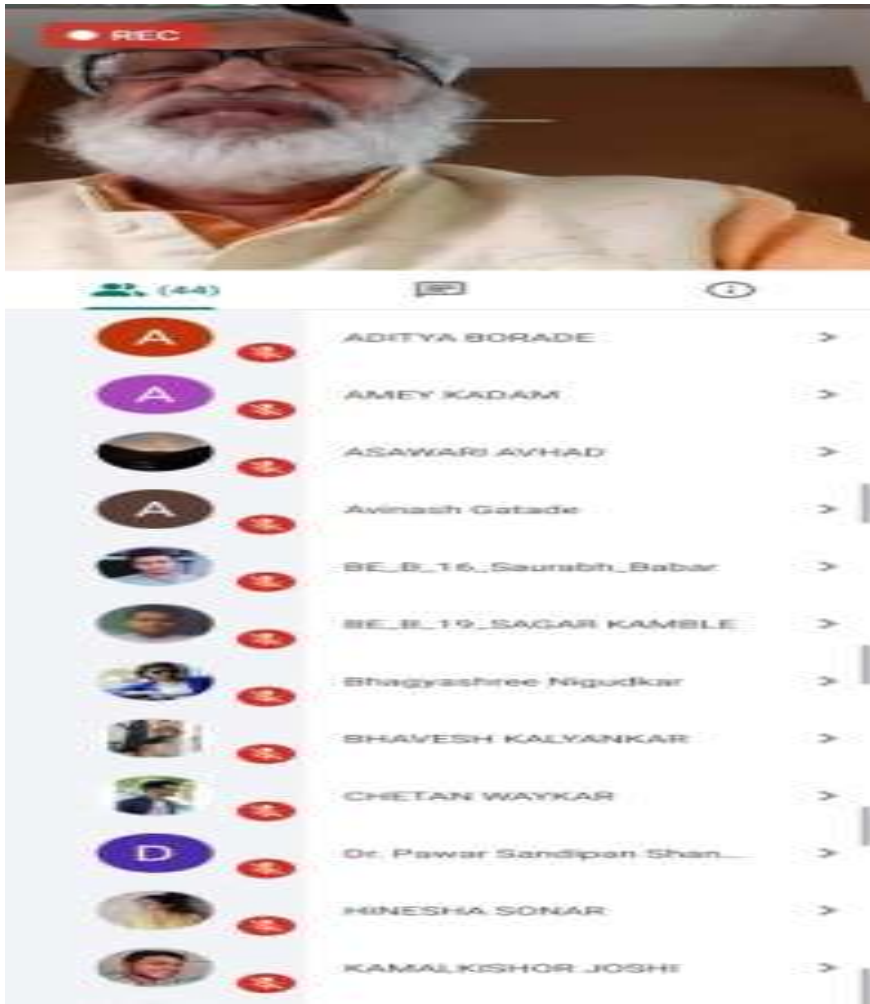 REC
(44)
A
ADITYA BORADE
A
AMEY KADAM
ASAWARI AVHAD
A
Avinash Gatade
BE_B_16_Saurabh_Babar
BE_B_19_SAGAR KAMBLE
Bhagyashree Nigudkar
BHAVESH KALYANKAR
CHETAN WAYKAR
D
Dr. Pawar Sandipan Shan...
HINESHA SONAR
KAMALKISHOR JOSHI